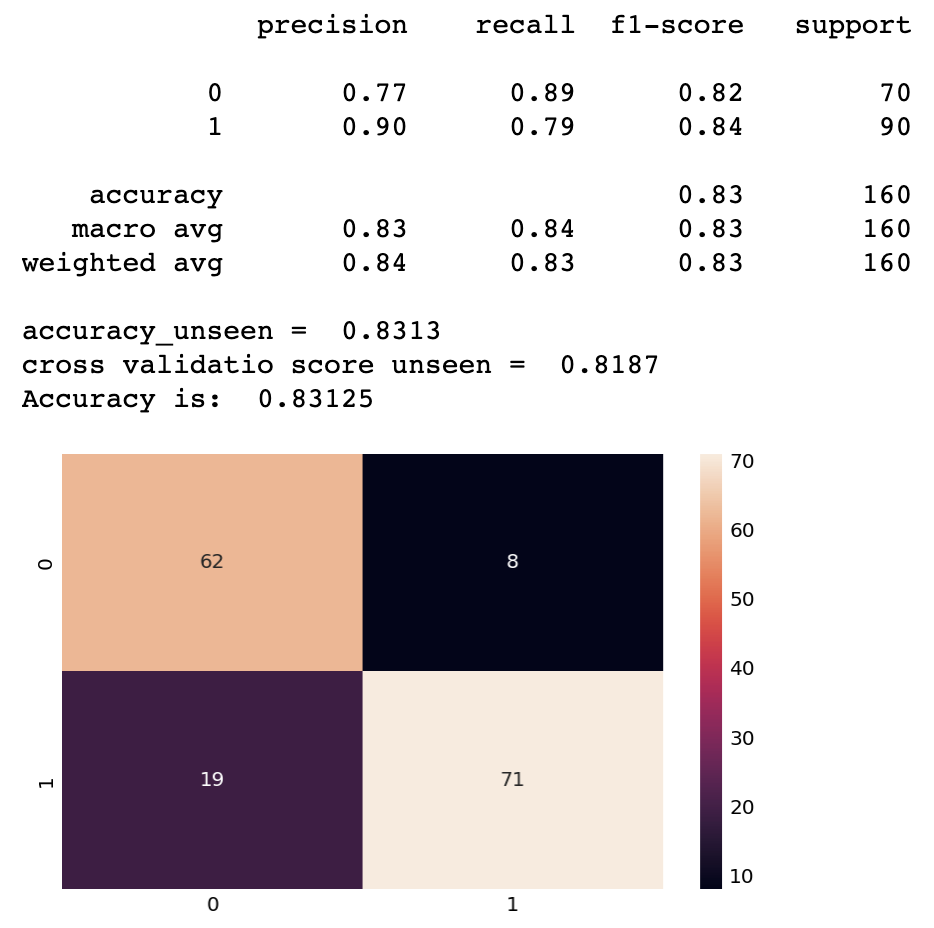 precision recall f1-score support
0 0.77 0.89 0.82 70
1 0.90 0.79 0.84 90
accuracy 0.83 160
macro avg 0.83 0.84 0.83 160
weighted avg 0.84 0.83 0.83 160
accuracy_unseen = 0.8313
cross validatio score unseen = 0.8187
Accuracy is: 0.83125
70
60
50
40
30
20
10
0
62 8
1
19 71
0 1